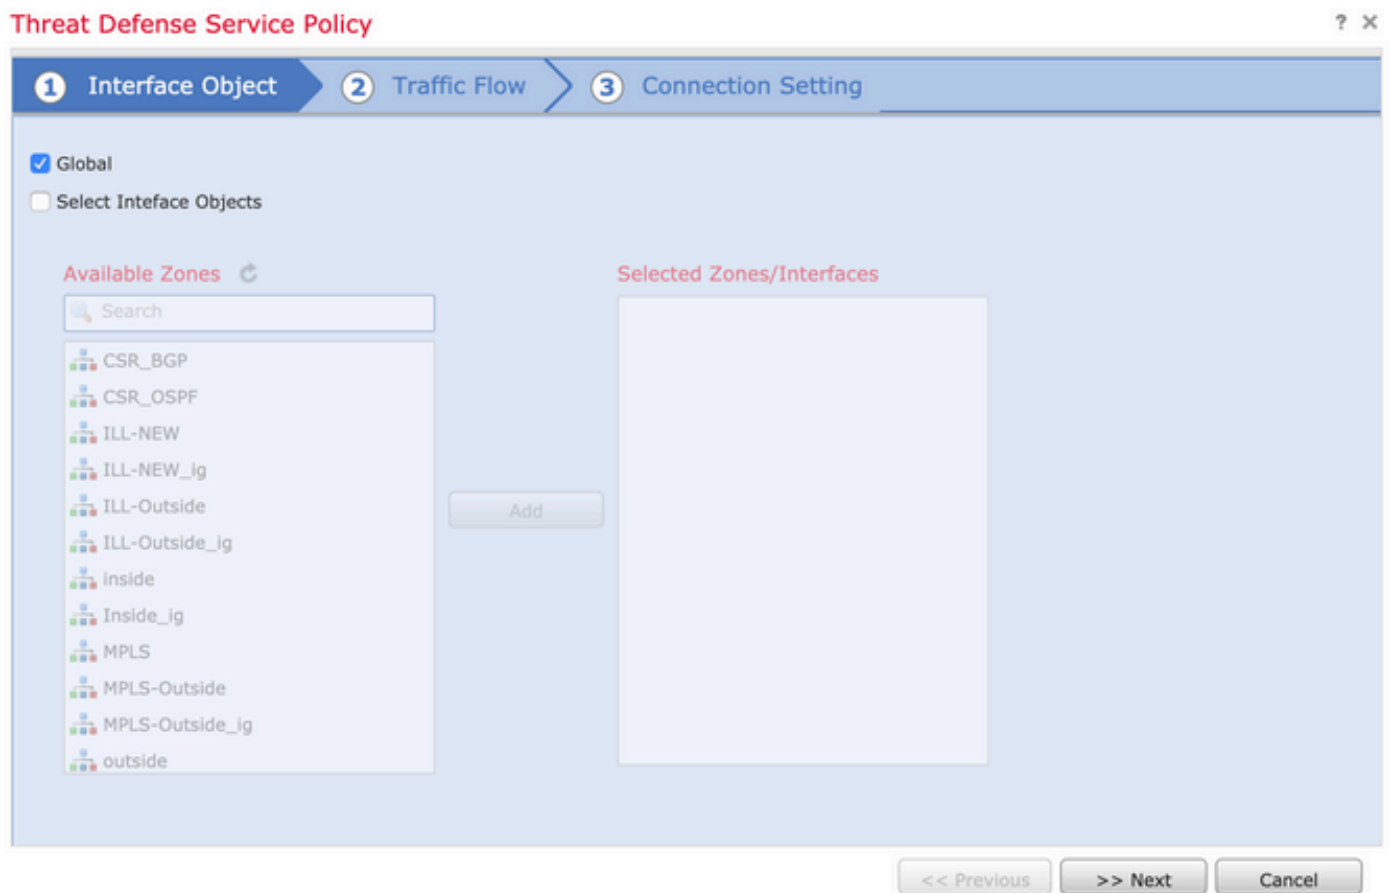 Threat Defense Service Policy ? ×
1 Interface Object 2 Traffic Flow 3 Connection Setting
Global
Select Inteface Objects
Available Zones
Selected Zones/Interfaces
Search
CSR_BGP
CSR_OSPF
ILL-NEW
ILL-NEW_ig
ILL-Outside
ILL-Outside_ig
inside
Inside_ig
MPLS
MPLS-Outside
MPLS-Outside_ig
outside
Add
<< Previous >> Next Cancel